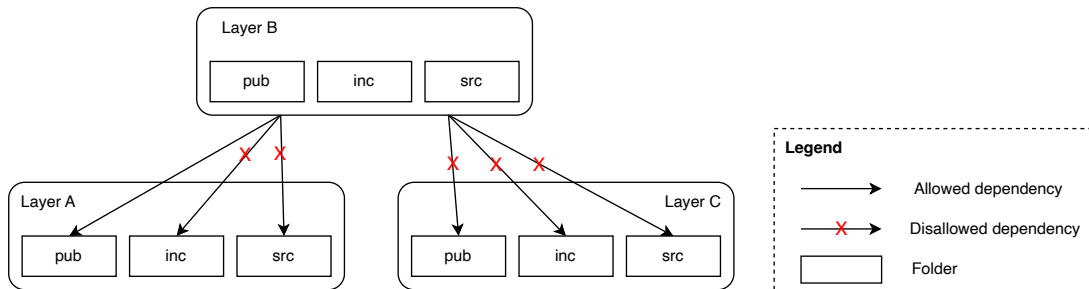 Layer B
pub inc src
Layer A
pub inc src
Layer C
pub inc src
X X X X X
Legend
Allowed dependency
X Disallowed dependency
Folder